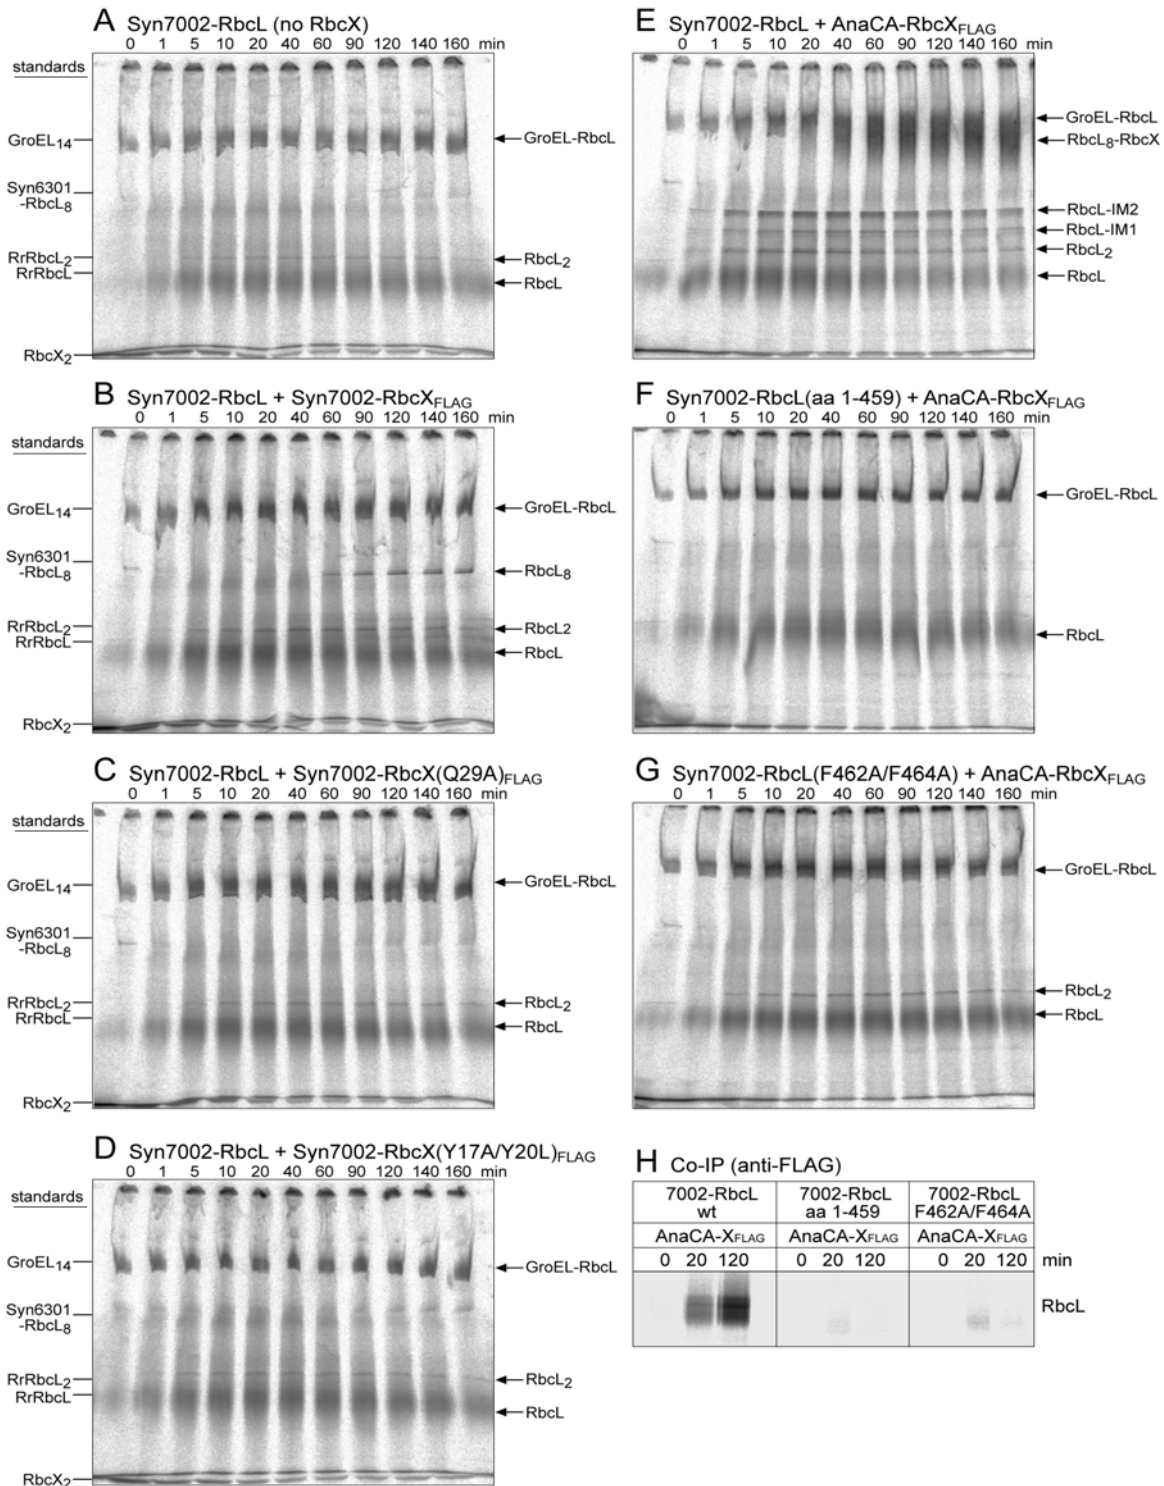 A Syn7002-RbcL (no RbcX)
0 1 5 10 20 40 60 90 120 140 160 min
standards
GroEL14
Syn6301
-RbcL8
RrRbcL2
RrRbcL
RbcX2
GroEL-RbcL
RbcL2
RbcL
B Syn7002-RbcL + Syn7002-RbcXFLAG
0 1 5 10 20 40 60 90 120 140 160 min
standards
GroEL14
Syn6301
-RbcL8
RrRbcL2
RrRbcL
RbcX2
GroEL-RbcL
RbcL8
RbcL2
RbcL
C Syn7002-RbcL + Syn7002-RbcX(Q29A)FLAG
0 1 5 10 20 40 60 90 120 140 160 min
standards
GroEL14
Syn6301
-RbcL8
RrRbcL2
RrRbcL
RbcX2
GroEL-RbcL
RbcL2
RbcL
D Syn7002-RbcL + Syn7002-RbcX(Y17A/Y20L)FLAG
0 1 5 10 20 40 60 90 120 140 160 min
standards
GroEL14
Syn6301
-RbcL8
RrRbcL2
RrRbcL
RbcX2
GroEL-RbcL
RbcL2
RbcL
E Syn7002-RbcL + AnaCA-RbcXFLAG
0 1 5 10 20 40 60 90 120 140 160 min
GroEL-RbcL
RbcL8-RbcX
RbcL-IM2
RbcL-IM1
RbcL2
RbcL
F Syn7002-RbcL(aa 1-459) + AnaCA-RbcXFLAG
0 1 5 10 20 40 60 90 120 140 160 min
GroEL-RbcL
RbcL
G Syn7002-RbcL(F462A/F464A) + AnaCA-RbcXFLAG
0 1 5 10 20 40 60 90 120 140 160 min
GroEL-RbcL
RbcL2
RbcL
H Co-IP (anti-FLAG)
7002-RbcL 7002-RbcL 7002-RbcL
wt aa 1-459 F462A/F464A
AnaCA-XFLAG AnaCA-XFLAG AnaCA-XFLAG
0 20 120 0 20 120 0 20 120 min
RbcL